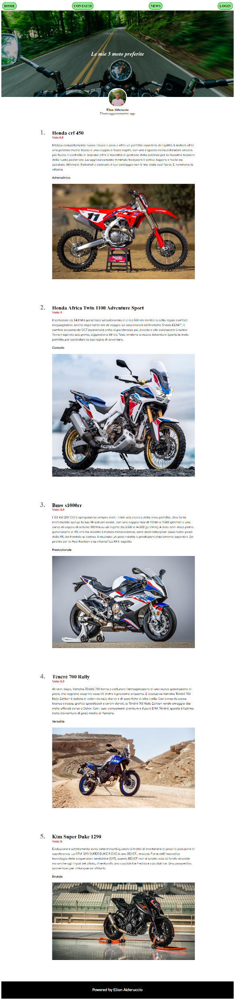 HOME CONTATTI NEWS LOGIN
Le mie 5 moto preferite
Elian Alderuccio
Ultimo aggiornamento: oggi
1. Honda crf 450
Voto 9.5
Il telaio completamente nuovo riduce il peso e offre un perfetto equilibrio di rigidità. Il motore offre
una potenza medio-bassa e una coppia di bassi regimi, con una risposta dell'acceleratore ancora
più fluida. Il controllo di trazione offre 3 modalità di gestione della potenza per la massima trazione
della ruota posteriore. La aggressivamente minimale bodywork è sottile, leggera e facile da
spostare. Afferrare l'holeshot e costruire il tuo vantaggio non è mai stato così facile. E nemmeno la
vittoria.
Adrenalinica
HONDA
CRF
11
2. Honda Africa Twin 1100 Adventure Sport
Voto: 9
Il serbatoio da 24,8 litri garantisce unautonomia di circa 500 km mentre la sella regala comfort
ineguagliabile, anche dopo tante ore di viaggio. Le sospensioni elettroniche Showa EERA™, il
cambio sequenziale DCT (opzionale) unito al parabrezza più piccolo e alle colorazioni Cracked
Terrain ispirate alla prima, leggendaria Africa Twin, rendono la nuova Adventure Sports la moto
perfetta per soddisfare la tua voglia di avventura.
Comoda
3. Bmw s1000rr
Voto: 8.5
I 152 kW (207 CV) ti spingeranno sempre oltre i limiti, alla ricerca della linea perfetta. Una forza
irrefrenabile spinge la tua RR sempre avanti, con una coppia max di 113Nm a 11.000 giri/min e una
curva di coppia di almeno 100 Nm su un regime da 5.500 a 14.500 [giri/min]. A dieci anni dalla prima
generazione di RR, che ha sedotto il mondo motociclistico, sono stati ridisegnati quasi tutti i pezzi
della RR, dal frontale al codino. Il risultato: un peso ridotto e prestazioni chiaramente superiori. Sei
pronto per la Pole Position e la vittoria? La RR ti aspetta
Prestazionale
4. Ténéré 700 Rally
Voto: 8.5
40 anni dopo, Yamaha Ténéré 700 torna a catturare l'immaginazione di una nuova generazione di
piloti, che vogliono scoprire cosa c'è dietro il prossimo orizzonte. E l'esclusiva Yamaha Ténéré 700
Rally Edition è dotata di colori da rally storici e di specifiche di alto livello. Con livrea da corsa
bianca e rossa, grafica speedblock e cerchi dorati, la Ténéré 700 Rally Edition rende omaggio alle
moto ufficiali corse a Dakar. Con i suoi componenti premium e il puro DNA Ténéré, questa è l'ultima
moto d'avventura di peso medio di Yamaha.
Versatile
5. Ktm Super Duke 1290
Voto: 8
Evoluzione e adattamento sono determinanti quando si tratta di mantenere la propria posizione di
capobranco. La KTM 1290 SUPER DUKE R EVO è una BEAST... evoluta. Forte dell'innovativa
tecnologia delle sospensioni semiattive (SAT), questa BEAST non si adatta solo al fondo stradale
ma anche agli input del pilota, diventando una cacciatrice fredda e calcolatrice. Una prospettiva
spaventosa per chiunque osi sfidarla.
Brutale
Powered by Elian Alderuccio